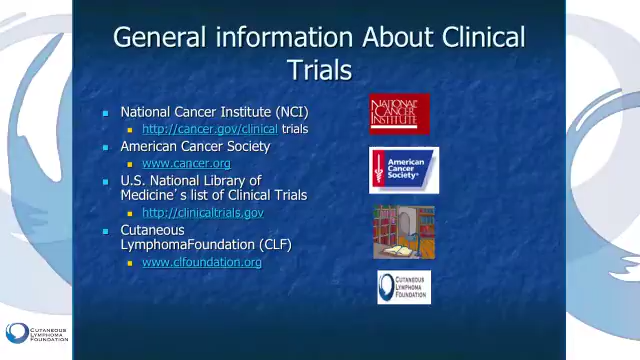 General information About Clinical
Trials
National Cancer Institute (NCI)
http://cancer.gov/clinical trials
American Cancer Society
www.cancer.org
U.S. National Library of
Medicine's list of Clinical Trials
http://clinicaltrials.gov
Cutaneous
LymphomaFoundation (CLF)
www.clfoundation.org
NATIONAL
CANCER
INSTITUTE
American
Cancer
Society®
CUTANEOUS
LYMPHOMA
FOUNDATION
CUTANEOUS
LYMPHOMA
FOUNDATION